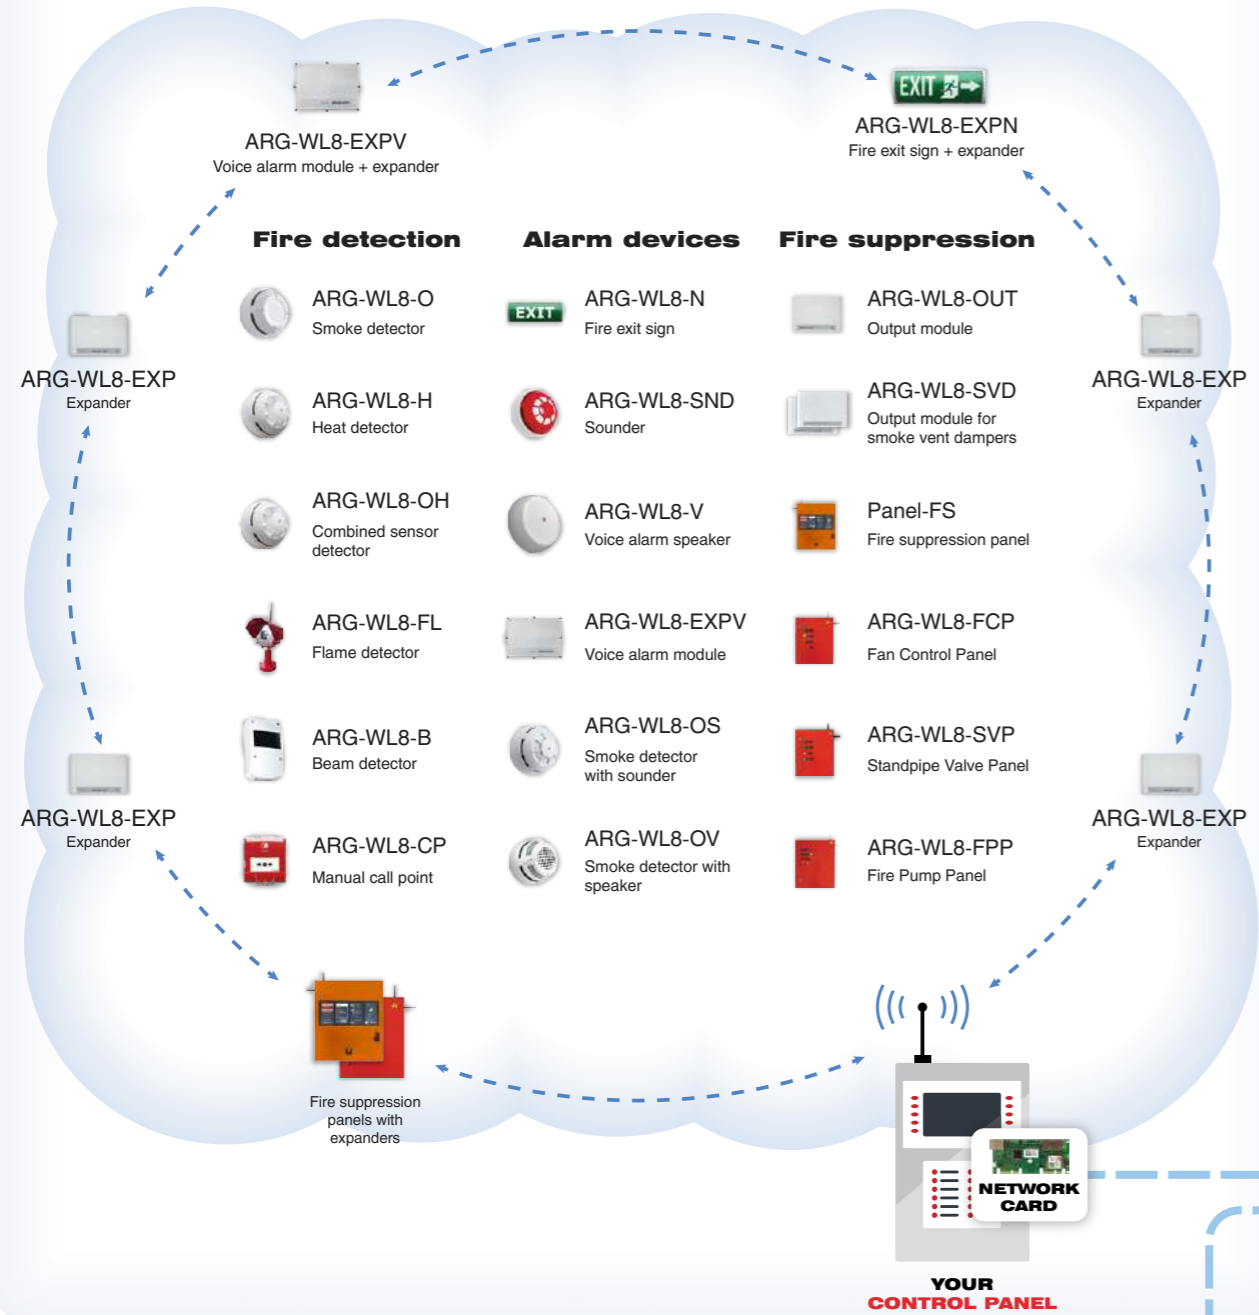 EXIT
ARG-WL8-EXPV
Voice alarm module + expander
ARG-WL8-EXPN
Fire exit sign + expander
Fire detection
Alarm devices
Fire suppression
ARG-WL8-O
Smoke detector
EXIT
ARG-WL8-N
Fire exit sign
ARG-WL8-OUT
Output module
ARG-WL8-EXP
Expander
ARG-WL8-EXP
Expander
ARG-WL8-H
Heat detector
ARG-WL8-SND
Sounder
ARG-WL8-SVD
Output module for
smoke vent dampers
ARG-WL8-OH
Combined sensor
detector
ARG-WL8-V
Voice alarm speaker
Panel-FS
Fire suppression panel
ARG-WL8-FL
Flame detector
ARG-WL8-EXPV
Voice alarm module
ARG-WL8-FCP
Fan Control Panel
ARG-WL8-B
Beam detector
ARG-WL8-OS
Smoke detector
with sounder
ARG-WL8-SVP
Standpipe Valve Panel
ARG-WL8-EXP
Expander
ARG-WL8-EXP
Expander
ARG-WL8-CP
Manual call point
ARG-WL8-OV
Smoke detector with
speaker
ARG-WL8-FPP
Fire Pump Panel
Fire suppression
panels with
expanders
NETWORK
CARD
YOUR
CONTROL PANEL